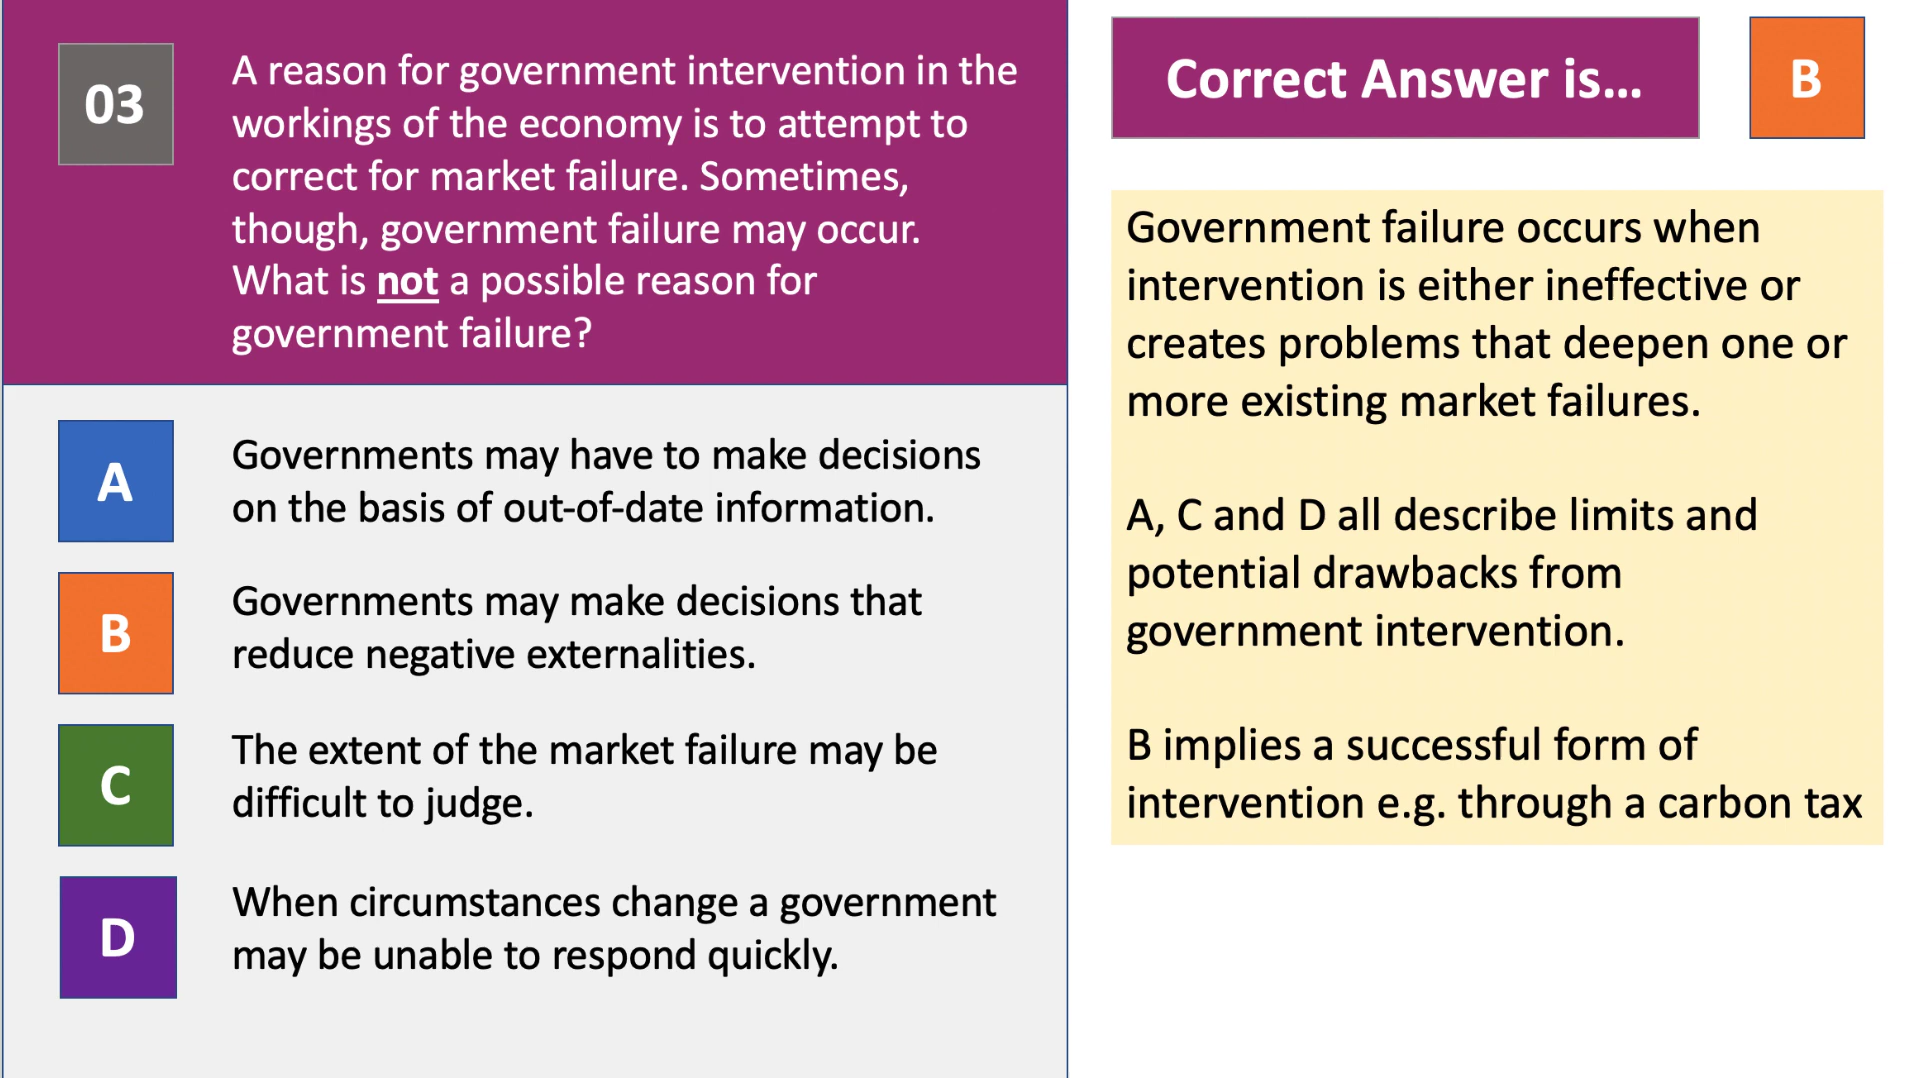 03
A reason for government intervention in the
workings of the economy is to attempt to
correct for market failure. Sometimes,
though, government failure may occur.
What is not a possible reason for
government failure?
A
Governments may have to make decisions
on the basis of out-of-date information.
B
Governments may make decisions that
reduce negative externalities.
C
The extent of the market failure may be
difficult to judge.
D
When circumstances change a government
may be unable to respond quickly.
Correct Answer is...
B
Government failure occurs when
intervention is either ineffective or
creates problems that deepen one or
more existing market failures.
A, C and D all describe limits and
potential drawbacks from
government intervention.
B implies a successful form of
intervention e.g. through a carbon tax